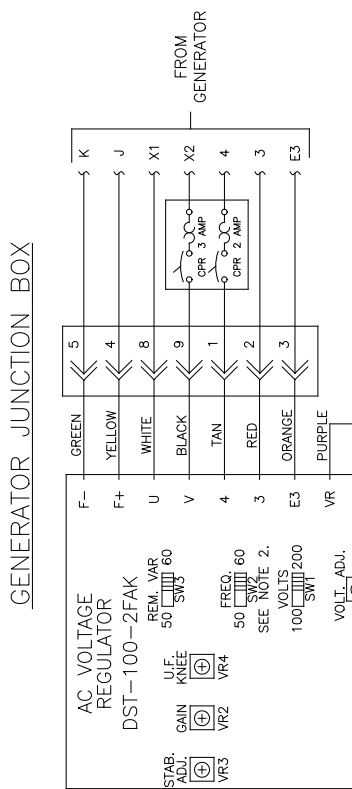 GENERATOR JUNCTION BOX
AC VOLTAGE
REGULATOR
DST-100-2FAK
STAB.
ADJ.
VR3
GAIN
VR2
U.F.
KNEE
VR4
REM. VAR
50 60
SW3
FREQ.
50 60
SW2
SEE NOTE 2.
VOLTS
100 200
SW1
VOLT. ADJ.
F- GREEN 5 K
F+ YELLOW 4 J
U WHITE 8 X1
V BLACK 9 CPR 3 AMP X2
4 TAN 1 CPR 2 AMP 4
3 RED 2 3
E3 ORANGE 3 E3
VR PURPLE
FROM
GENERATOR